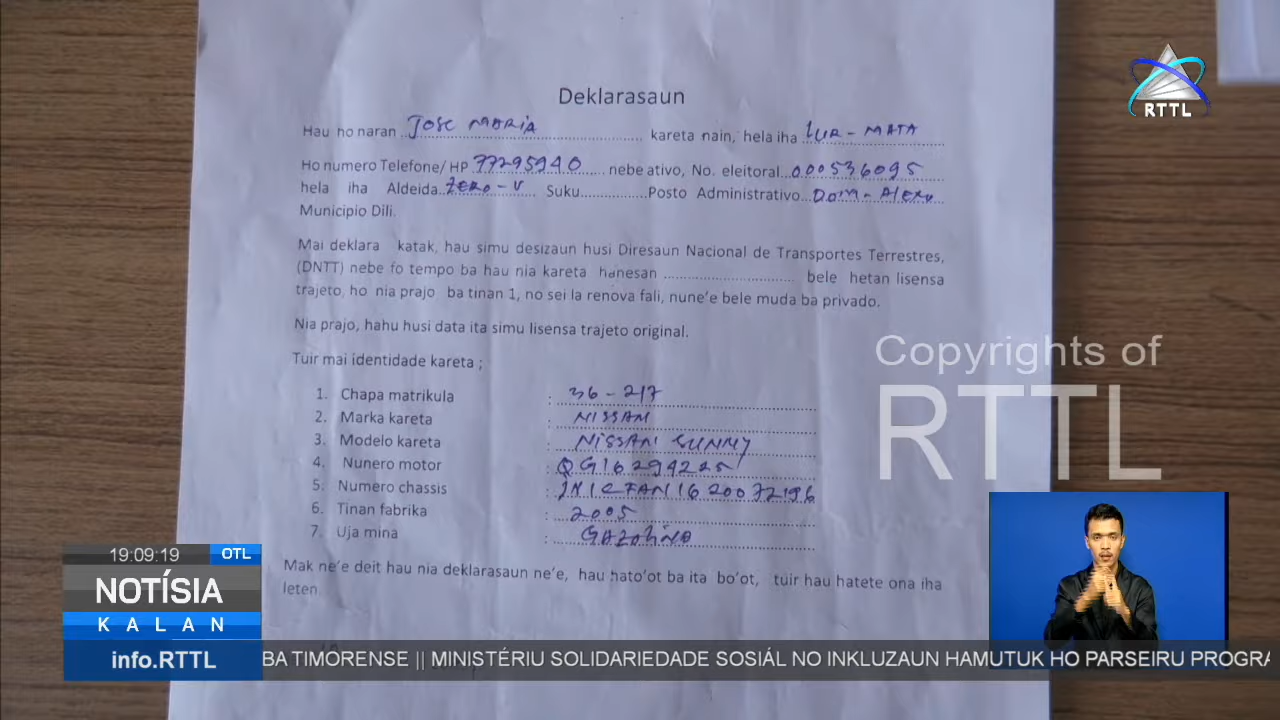 RTTL
Deklarasaun
Hau ho naran JOSE MARIA kareta nain, hela iha LUR-MATA
Ho numero Telefone/ HP 77295940 nebe ativo, No. eleitoral 000536095
hela iha Aldeida ZERO-V Suku Posto Administrativo DOM-ALEXU
Municipio Dili.
Mai deklara katak, hau simu desizaun husi Diresaun Nacional de Transportes Terrestres,
(DNTT) nebe fo tempo ba hau nia kareta hanesan bele hetan lisensa
trajeto, ho nia prajo ba tinan 1, no sei la renova fali, nune'e bele muda ba privado.
Nia prajo, hahu husi data ita simu lisensa trajeto original.
Tuir mai identidade kareta ;
1. Chapa matrikula : 36-217
2. Marka kareta : NISSAN
3. Modelo kareta : NISSAN SUNNY
4. Nunero motor : QG16294225
5. Numero chassis :
6. Tinan fabrika : 2005
7. Uja mina : GAZOLINA
Mak ne'e deit hau nia deklarasaun ne'e, hau hato'ot ba ita bo'ot, tuir hau hatete ona iha
leten.
Copyrights of
RTTL
19:09:19 OTL
NOTÍSIA
KALAN
info.RTTL
BA TIMORENSE || MINISTÉRIU SOLIDARIEDADE SOSIÁL NO INKLUZAUN HAMUTUK HO PARSEIRU PROGRA